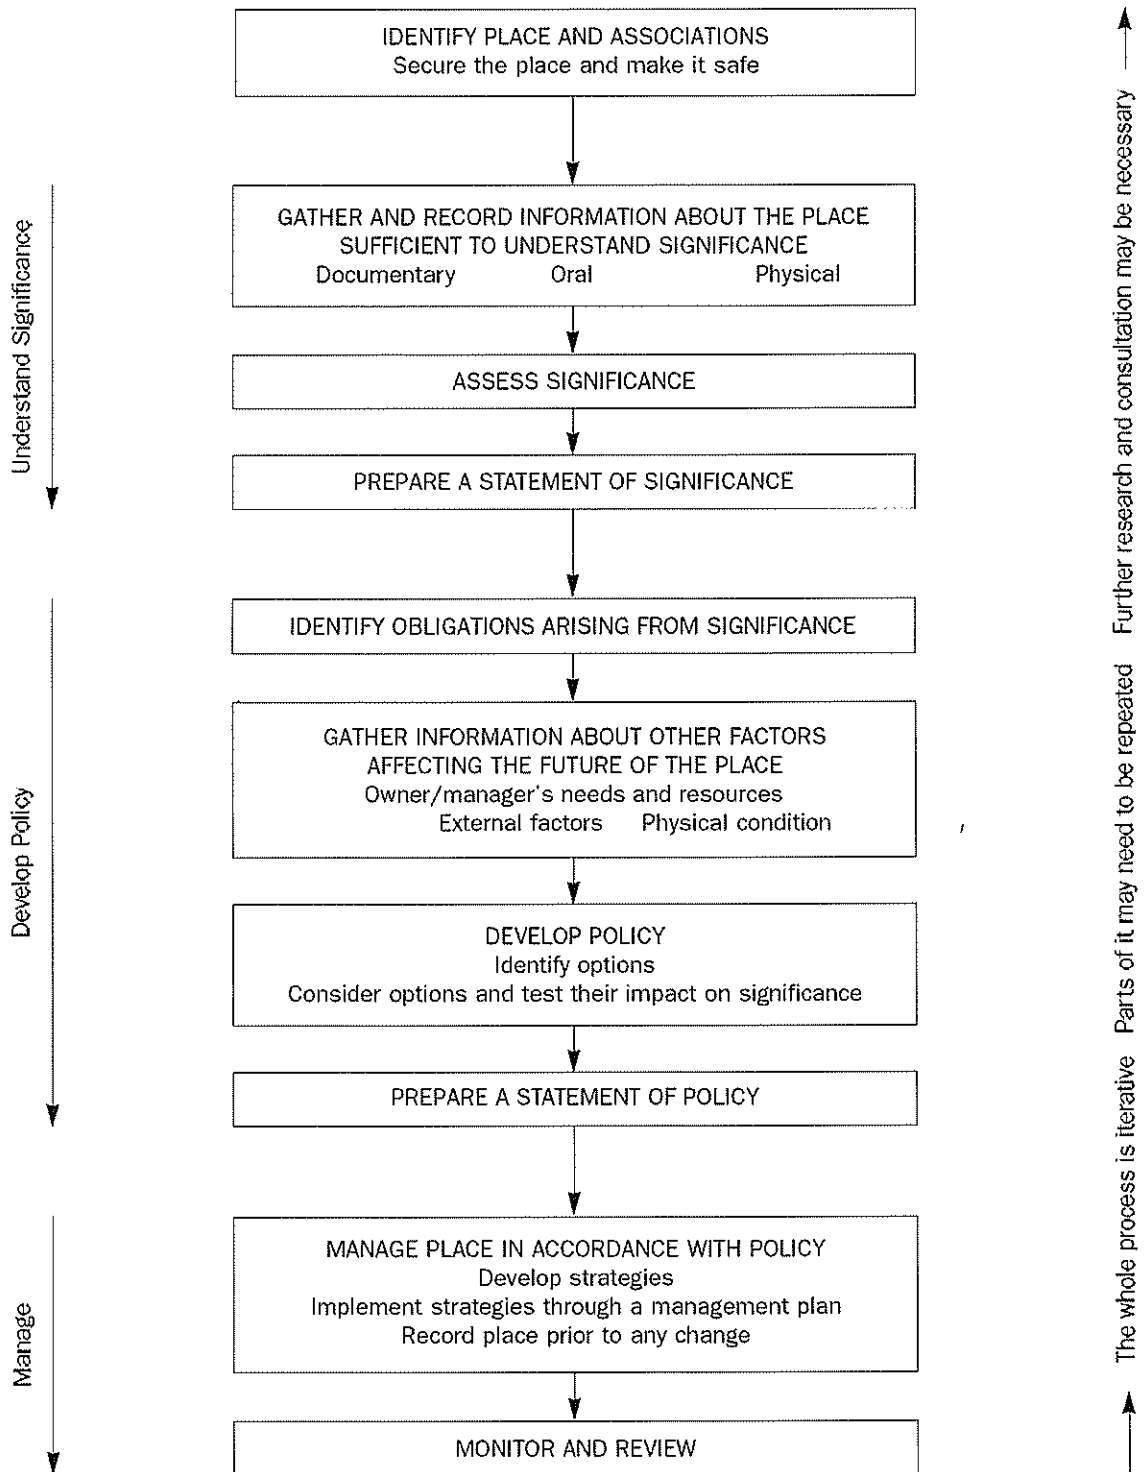 IDENTIFY PLACE AND ASSOCIATIONS
Secure the place and make it safe
Understand Significance
GATHER AND RECORD INFORMATION ABOUT THE PLACE
SUFFICIENT TO UNDERSTAND SIGNIFICANCE
Documentary Oral Physical
ASSESS SIGNIFICANCE
PREPARE A STATEMENT OF SIGNIFICANCE
Develop Policy
IDENTIFY OBLIGATIONS ARISING FROM SIGNIFICANCE
GATHER INFORMATION ABOUT OTHER FACTORS
AFFECTING THE FUTURE OF THE PLACE
Owner/manager's needs and resources
External factors Physical condition
DEVELOP POLICY
Identify options
Consider options and test their impact on significance
PREPARE A STATEMENT OF POLICY
Manage
MANAGE PLACE IN ACCORDANCE WITH POLICY
Develop strategies
Implement strategies through a management plan
Record place prior to any change
MONITOR AND REVIEW
The whole process is iterative Parts of it may need to be repeated Further research and consultation may be necessary